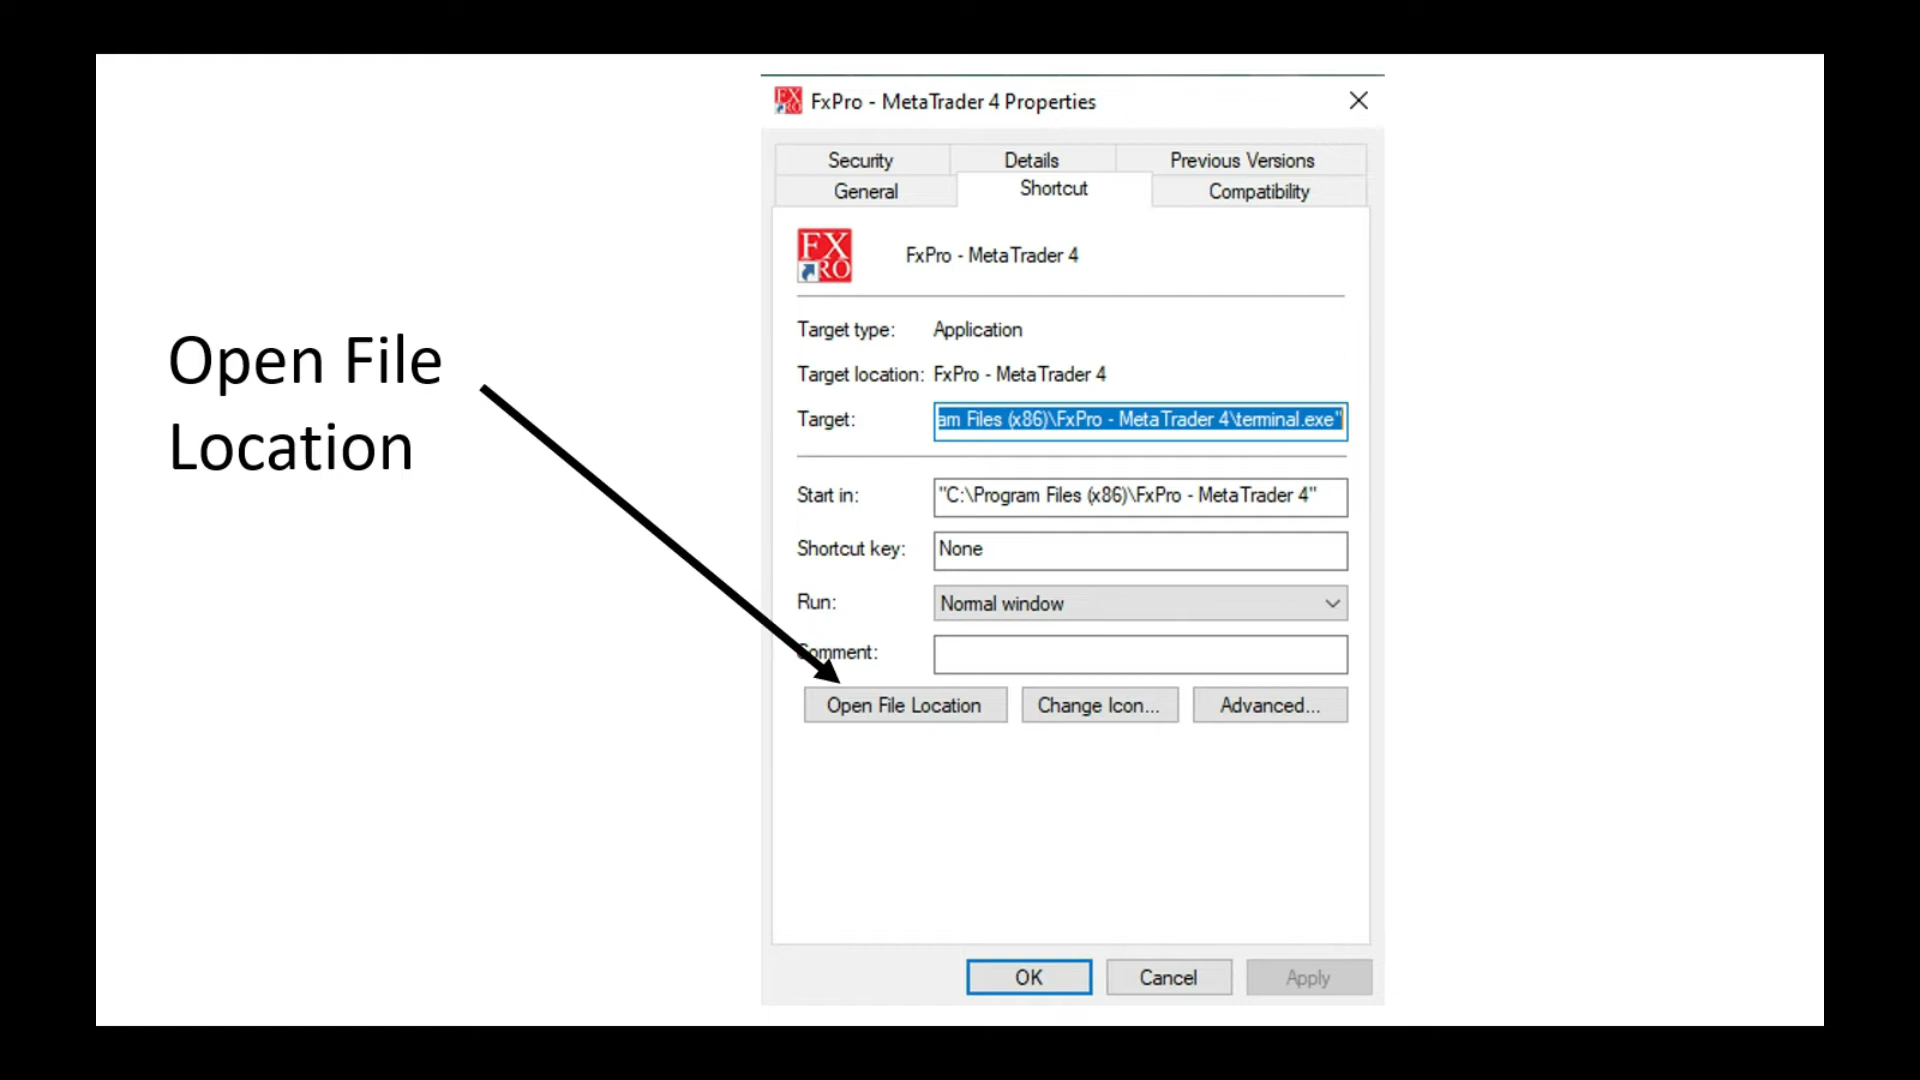 FxPro - MetaTrader 4 Properties
Security Details Previous Versions
General Shortcut Compatibility
FX
RO
FxPro - MetaTrader 4
Target type: Application
Target location: FxPro - MetaTrader 4
Target: am Files (x86)\FxPro - MetaTrader 4\terminal.exe"
Start in: "C:\Program Files (x86)\FxPro - MetaTrader 4"
Shortcut key: None
Run: Normal window
Comment:
Open File Location Change Icon... Advanced...
OK Cancel Apply
Open File
Location